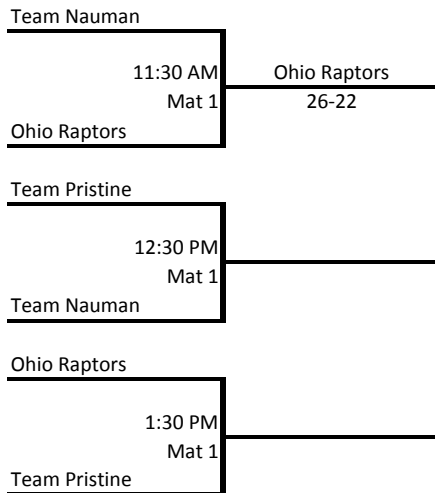 Team Nauman
11:30 AM
Mat 1
Ohio Raptors
Ohio Raptors
26-22
Team Pristine
12:30 PM
Mat 1
Team Nauman
Ohio Raptors
1:30 PM
Mat 1
Team Pristine